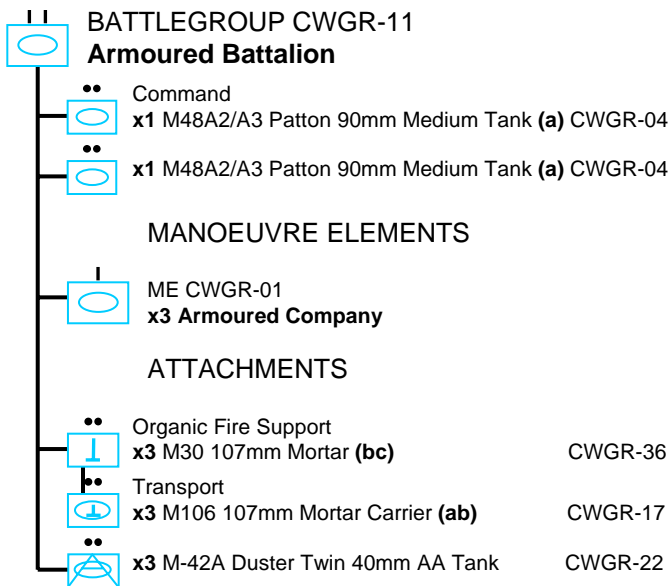 BATTLEGROUP CWGR-11
Armoured Battalion
Command
x1 M48A2/A3 Patton 90mm Medium Tank (a) CWGR-04
x1 M48A2/A3 Patton 90mm Medium Tank (a) CWGR-04
MANOEUVRE ELEMENTS
ME CWGR-01
x3 Armoured Company
ATTACHMENTS
Organic Fire Support
x3 M30 107mm Mortar (bc) CWGR-36
Transport
x3 M106 107mm Mortar Carrier (ab) CWGR-17
x3 M-42A Duster Twin 40mm AA Tank CWGR-22